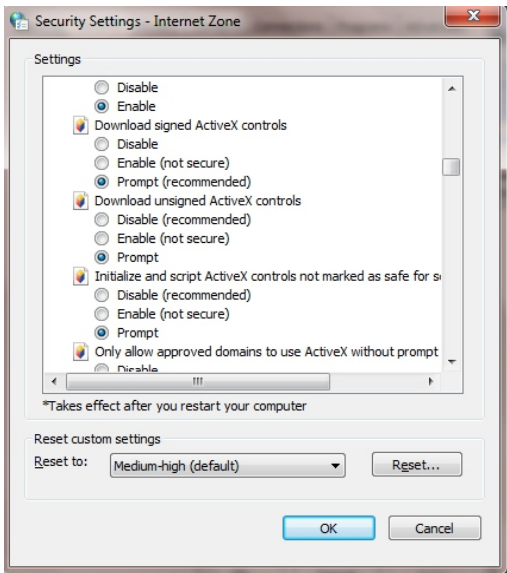 Security Settings - Internet Zone
Settings
Disable
Enable
Download signed ActiveX controls
Disable
Enable (not secure)
Prompt (recommended)
Download unsigned ActiveX controls
Disable (recommended)
Enable (not secure)
Prompt
Initialize and script ActiveX controls not marked as safe for s
Disable (recommended)
Enable (not secure)
Prompt
Only allow approved domains to use ActiveX without prompt
Disable
*Takes effect after you restart your computer
Reset custom settings
Reset to:
Medium-high (default)
Reset...
OK
Cancel